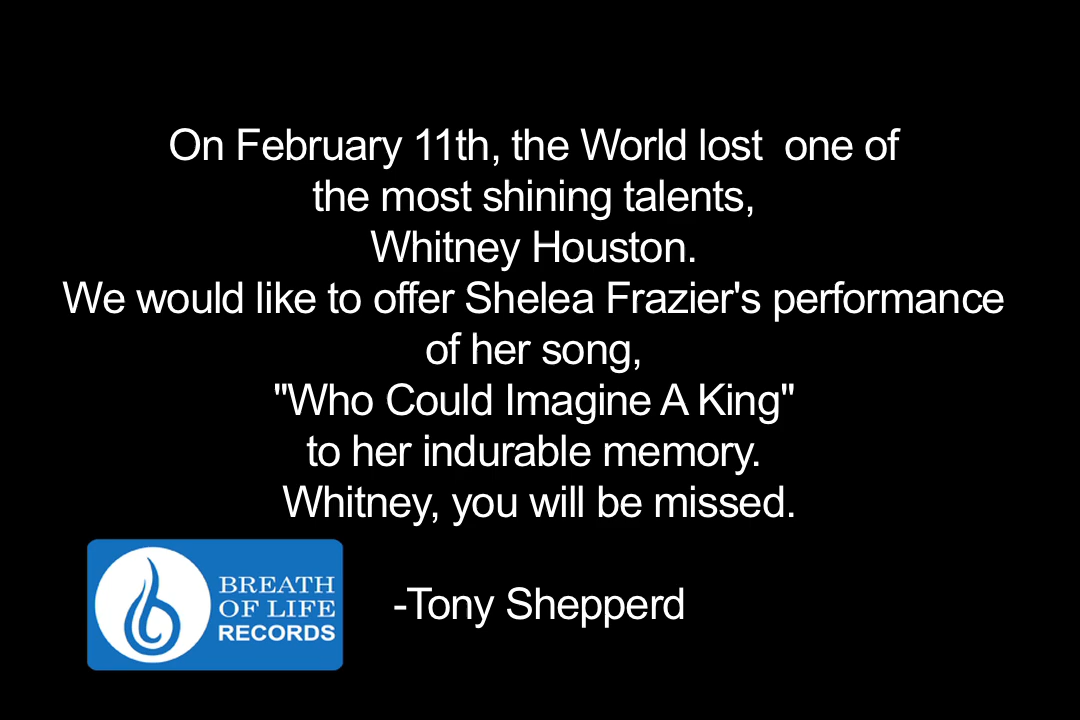 On February 11th, the World lost  one of
the most shining talents,
Whitney Houston.
We would like to offer Shelea Frazier's performance
of her song,
"Who Could Imagine A King"
to her indurable memory.
Whitney, you will be missed.
BREATH
OF LIFE
RECORDS
-Tony Shepperd